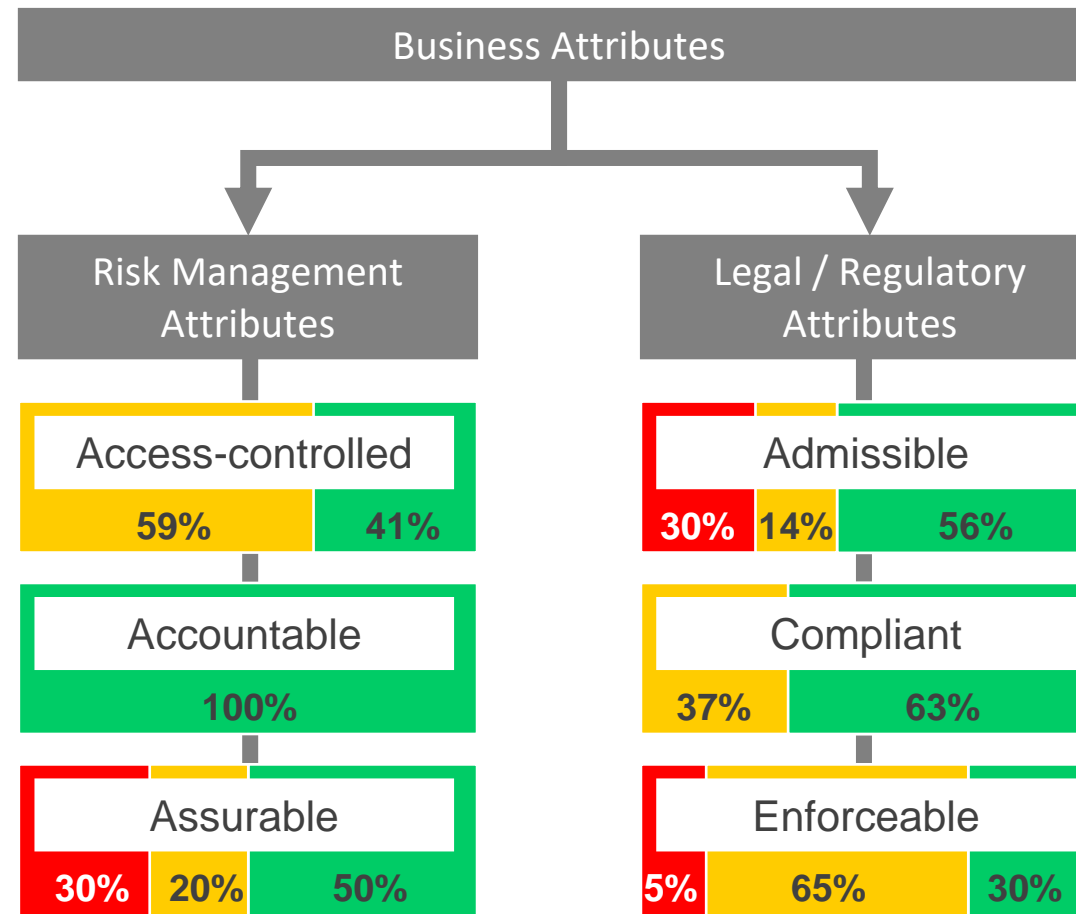 Business Attributes
Risk Management
Attributes
Access-controlled
59% 41%
Accountable
100%
Assurable
30% 20% 50%
Legal / Regulatory
Attributes
Admissible
30% 14% 56%
Compliant
37% 63%
Enforceable
5% 65% 30%